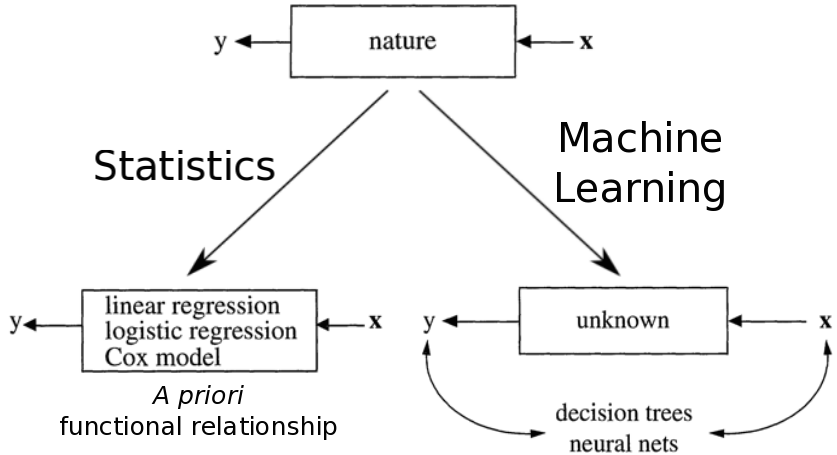 y nature x
Statistics
Machine
Learning
y linear regression x
logistic regression
Cox model
A priori
functional relationship
y unknown x
decision trees
neural nets